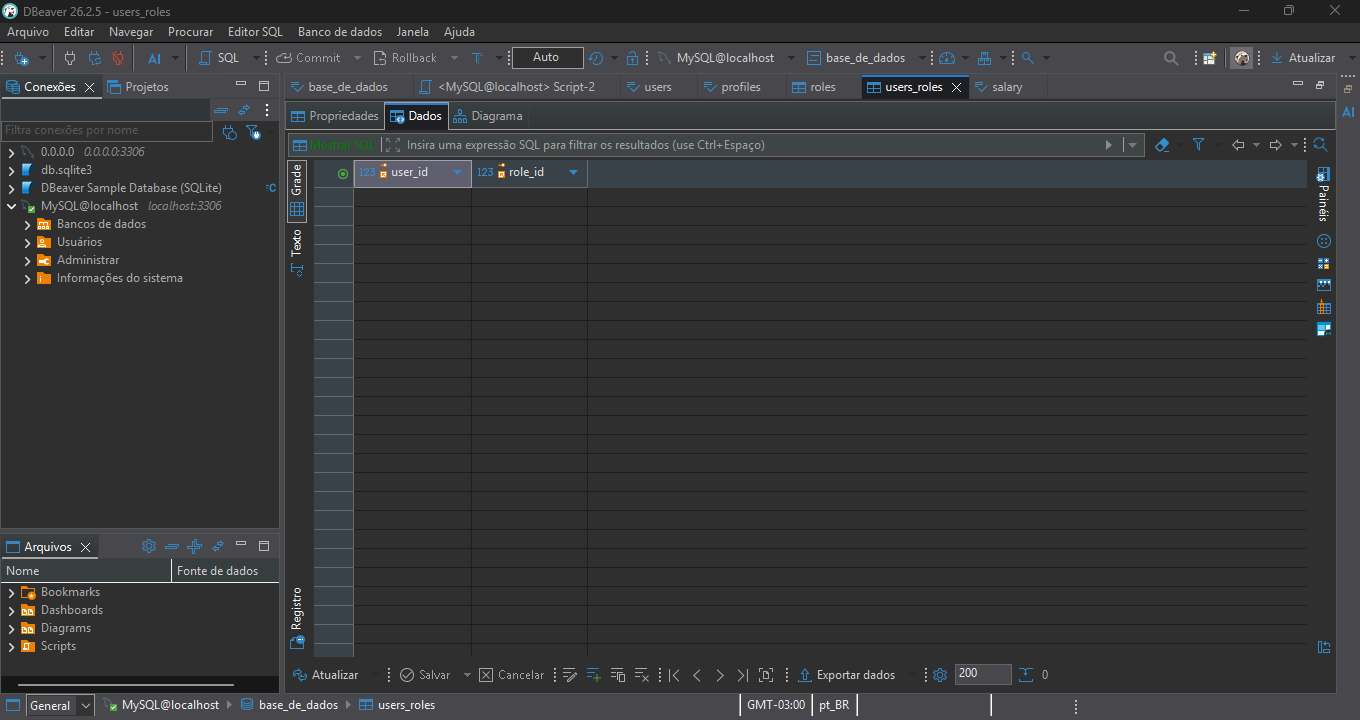 DBeaver 26.2.5 - users_roles
Arquivo Editar Navegar Procurar Editor SQL Banco de dados Janela Ajuda
AI SQL Commit Rollback T Auto MySQL@localhost base_de_dados Atualizar
Conexões Projetos
base_de_dados <MySQL@localhost> Script-2 users profiles roles users_roles salary
AI
Propriedades Dados Diagrama
Filtra conexões por nome
Mostrar SQL Insira uma expressão SQL para filtrar os resultados (use Ctrl+Espaço)
0.0.0.0 0.0.0.0:3306
db.sqlite3
DBeaver Sample Database (SQLite)
MySQL@localhost localhost:3306
Bancos de dados
Usuários
Administrar
Informações do sistema
Grade
Texto
Registro
123 user_id 123 role_id
Painéis
Arquivos
Nome Fonte de dados
Bookmarks
Dashboards
Diagrams
Scripts
Atualizar Salvar Cancelar Exportar dados 200 0
General MySQL@localhost base_de_dados users_roles GMT-03:00 pt_BR